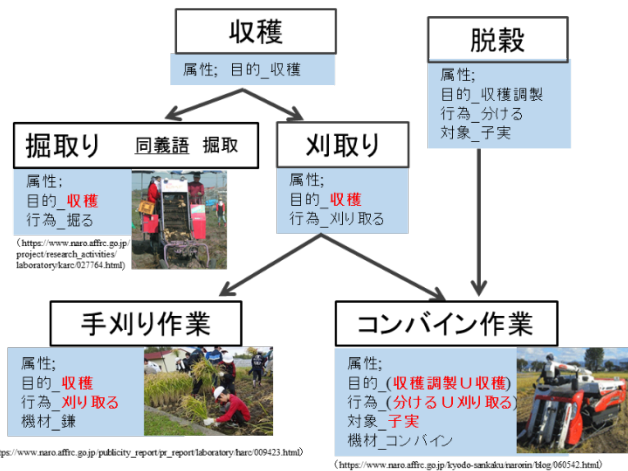 収穫
属性; 目的_収穫
脱穀
属性;
目的_収穫調製
行為_分ける
対象_子実
掘取り 同義語 掘取
属性;
目的_収穫
行為_掘る
(https://www.naro.affrc.go.jp/
project/research_activities/
laboratory/karc/027764.html)
刈取り
属性;
目的_収穫
行為_刈り取る
手刈り作業
属性;
目的_収穫
行為_刈り取る
機材_鎌
ps://www.naro.affrc.go.jp/publicity_report/pr_report/laboratory/harc/009423.html)
コンバイン作業
属性;
目的_(収穫調製∪収穫)
行為_(分ける∪刈り取る)
対象_子実
機材_コンバイン
(https://www.naro.affrc.go.jp/kyodo-sankaku/narorin/blog/060542.html)